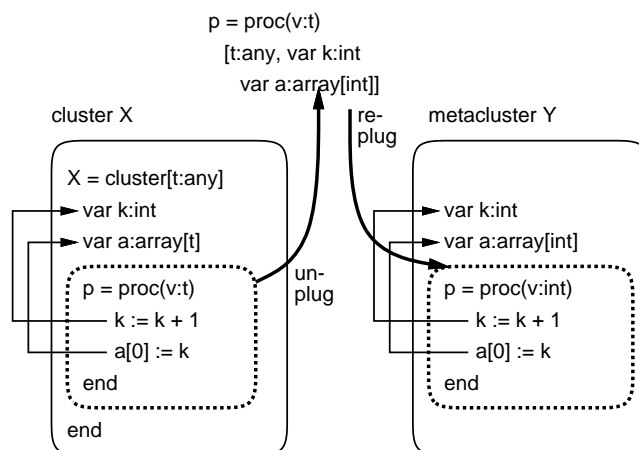 p = proc(v:t)
[t:any, var k:int
var a:array[int]]
cluster X
re-
plug
metacluster Y
X = cluster[t:any]
var k:int
var a:array[t]
p = proc(v:t)
k := k + 1
a[0] := k
end
end
un-
plug
var k:int
var a:array[int]
p = proc(v:int)
k := k + 1
a[0] := k
end